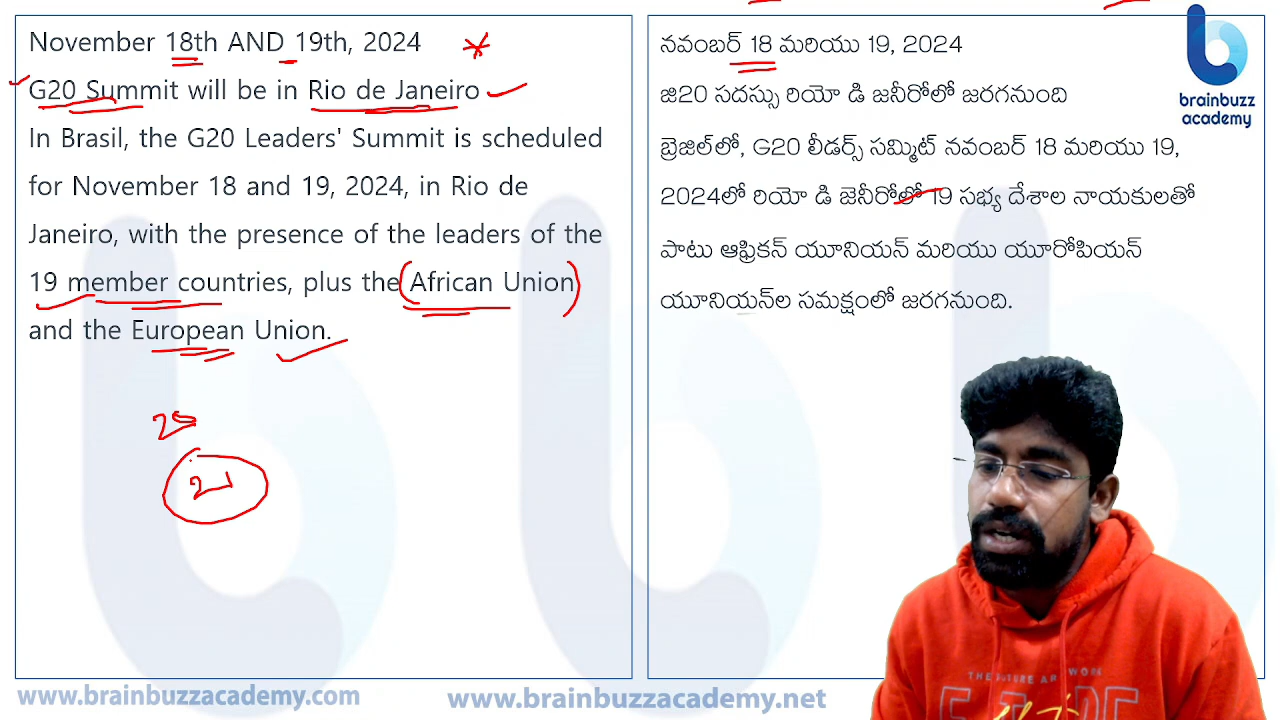 November 18th AND 19th, 2024
G20 Summit will be in Rio de Janeiro
In Brasil, the G20 Leaders' Summit is scheduled
for November 18 and 19, 2024, in Rio de
Janeiro, with the presence of the leaders of the
19 member countries, plus the (African Union)
and the European Union.
21
నవంబర్ 18 మరియు 19, 2024
జి20 సదస్సు రియో డి జనీరోలో జరగనుంది
బ్రెజిల్‌లో, G20 లీడర్స్ సమ్మిట్ నవంబర్ 18 మరియు 19,
2024లో రియో డి జెనీరోలో 19 సభ్య దేశాల నాయకులతో
పాటు ఆఫ్రికన్ యూనియన్ మరియు యూరోపియన్
యూనియన్‌ల సమక్షంలో జరగనుంది.
brainbuzz
academy
www.brainbuzzacademy.com
www.brainbuzzacademy.net